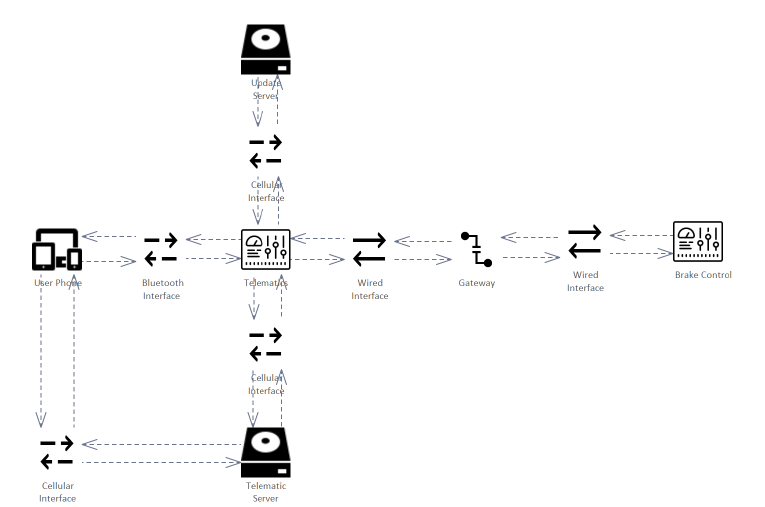 Update
Server
Cellular
Interface
User Phone
Bluetooth
Interface
Telematics
Wired
Interface
Gateway
Wired
Interface
Brake Control
Cellular
Interface
Cellular
Interface
Telematic
Server